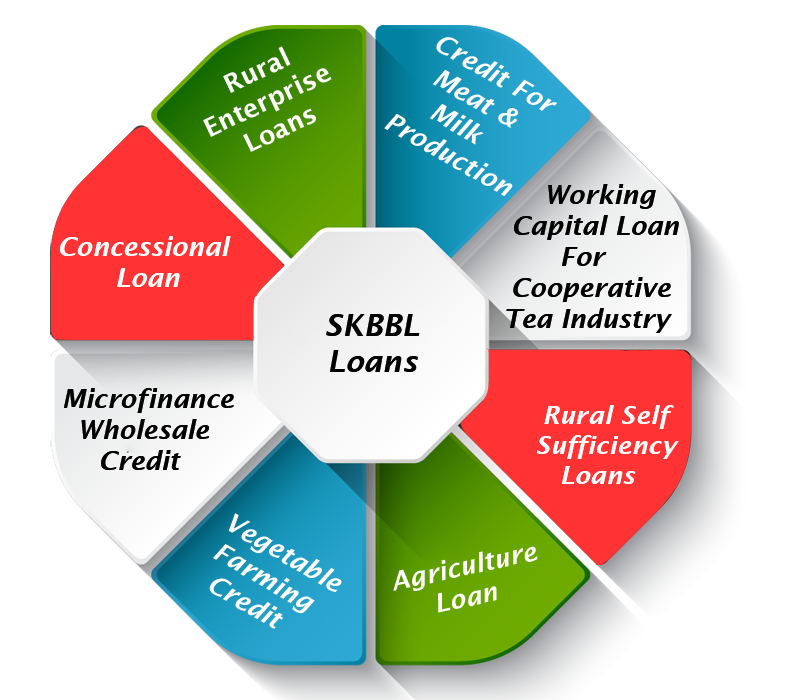 Rural
Enterprise
Loans
Credit For
Meat &
Milk
Production
Working
Capital Loan
For
Cooperative
Tea Industry
Rural Self
Sufficiency
Loans
Agriculture
Loan
Vegetable
Farming
Credit
Microfinance
Wholesale
Credit
Concessional
Loan
SKBBL
Loans